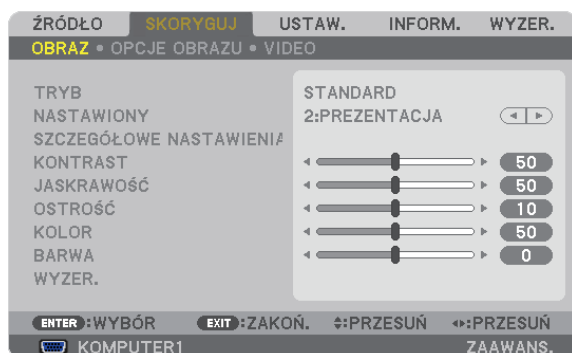 ŹRÓDŁO SKORYGUJ USTAW. INFORM. WYZER.
OBRAZ • OPCJE OBRAZU • VIDEO
TRYB STANDARD
NASTAWIONY 2:PREZENTACJA
SZCZEGÓŁOWE NASTAWIENIA
KONTRAST 50
JASKRAWOŚĆ 50
OSTROŚĆ 10
KOLOR 50
BARWA 0
WYZER.
ENTER:WYBÓR EXIT:ZAKOŃ. :PRZESUŃ :PRZESUŃ
KOMPUTER1 ZAAWANS.